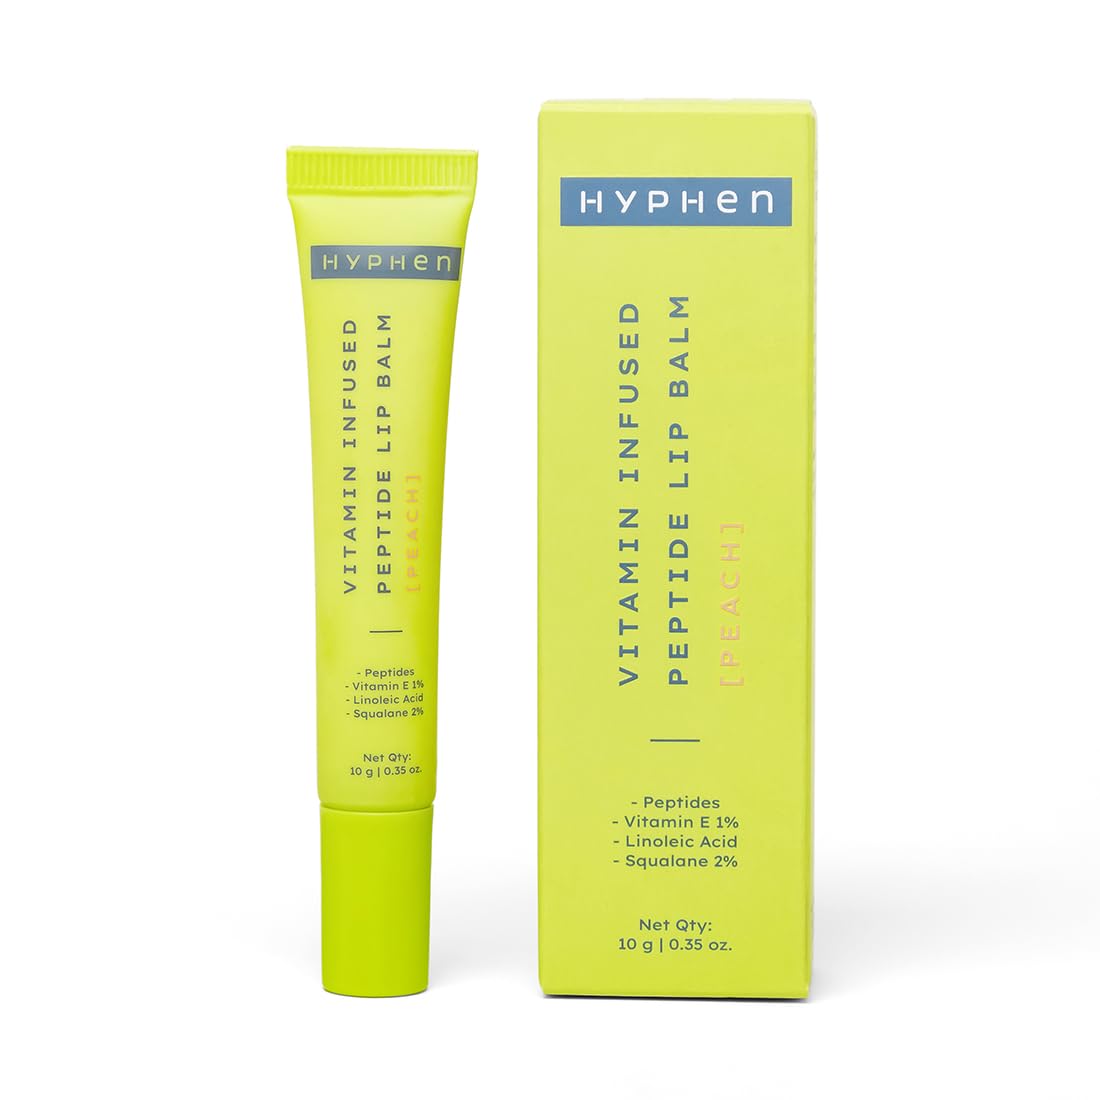 HYPHen
VITAMIN INFUSED
PEPTIDE LIP BALM
[PEACH]
- Peptides
- Vitamin E 1%
- Linoleic Acid
- Squalane 2%
Net Qty:
10 g | 0.35 oz.
HYPHen
VITAMIN INFUSED
PEPTIDE LIP BALM
[PEACH]
- Peptides
- Vitamin E 1%
- Linoleic Acid
- Squalane 2%
Net Qty:
10 g | 0.35 oz.